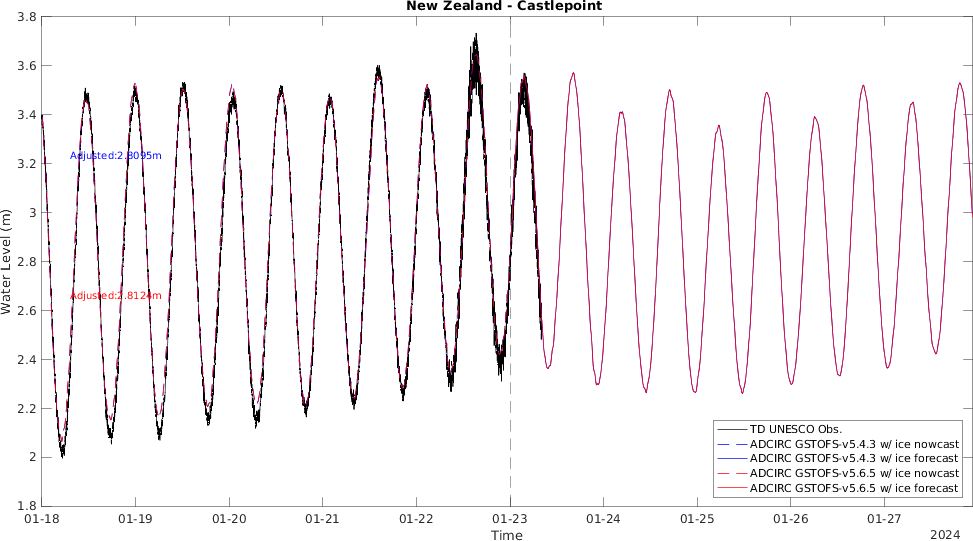 New Zealand - Castlepoint
3.8
3.6
3.4
3.2
3
2.8
2.6
2.4
2.2
2
1.8
Water Level (m)
Adjusted:2.8095m
Adjusted:2.8124m
TD UNESCO Obs.
ADCIRC GSTOFS-v5.4.3 w/ ice nowcast
ADCIRC GSTOFS-v5.4.3 w/ ice forecast
ADCIRC GSTOFS-v5.6.5 w/ ice nowcast
ADCIRC GSTOFS-v5.6.5 w/ ice forecast
01-18 01-19 01-20 01-21 01-22 01-23 01-24 01-25 01-26 01-27
Time
2024